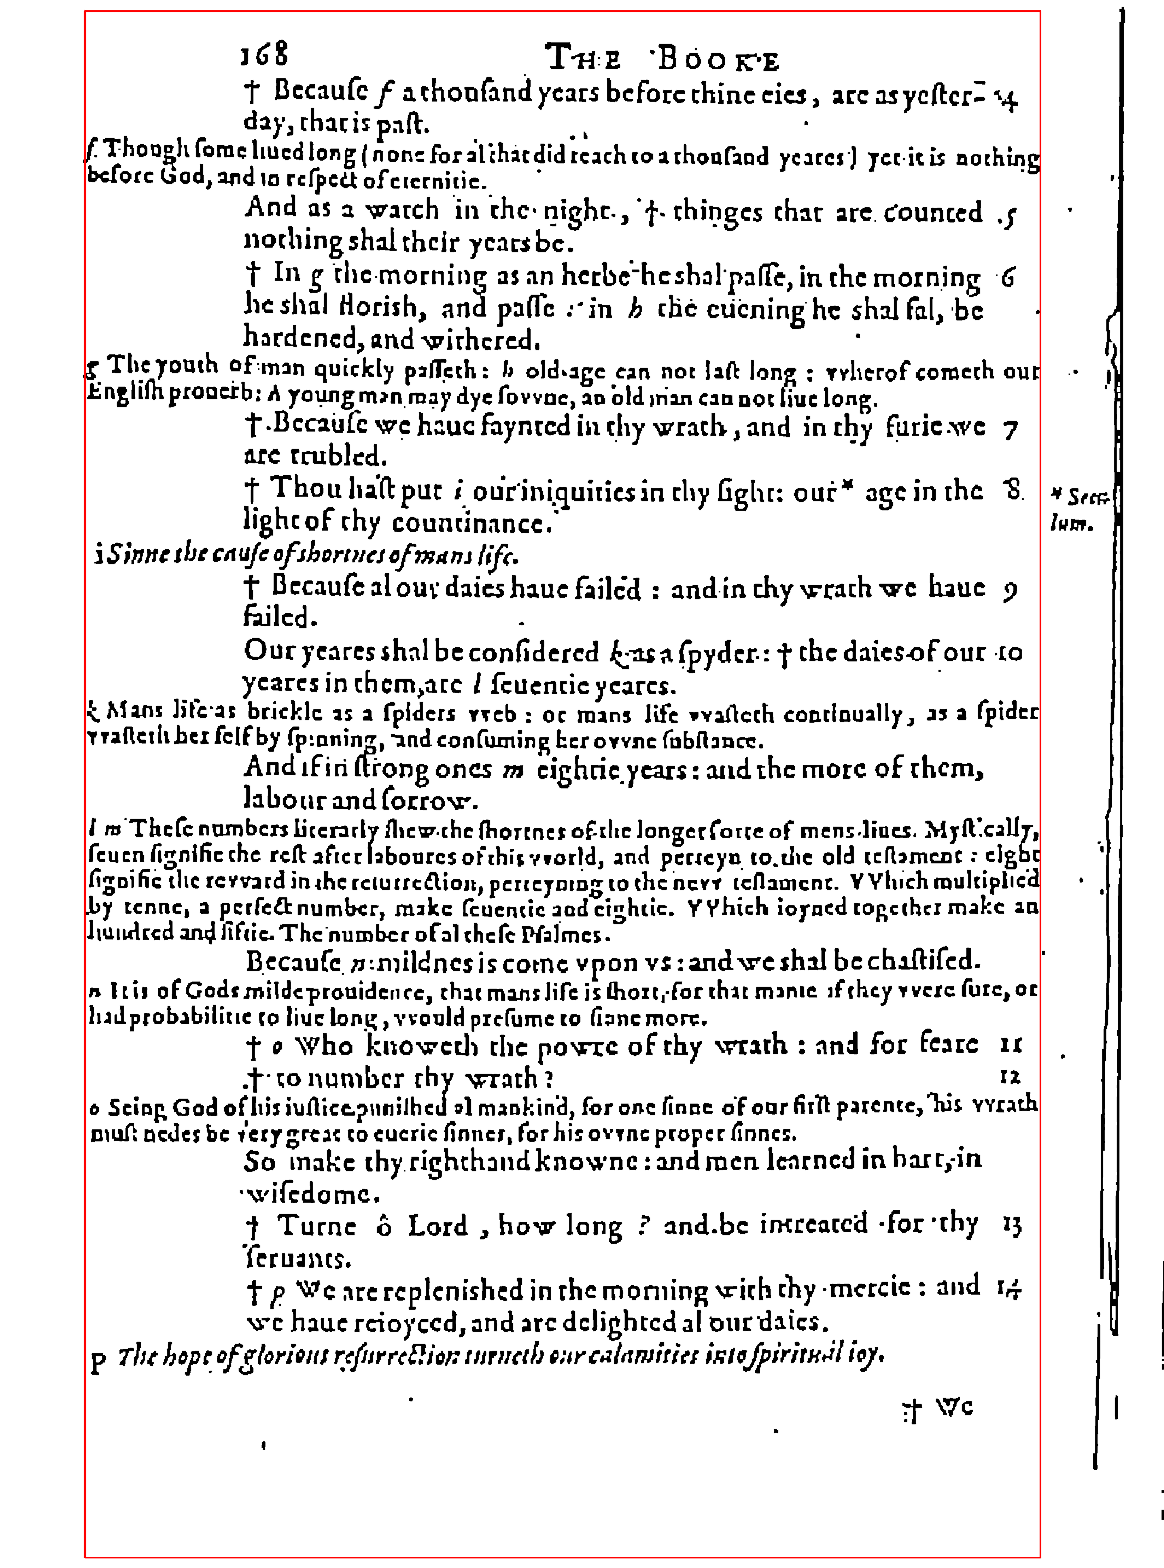 168 THE BOOKE
† Becauſe f a thouſand years before thine eies, are as yeſter- 4
day, that is paſt.
f Though ſome liued long (none for al that did reach to a thouſand yeares) yet it is nothing
before God, and in reſpect of eternitie.
And as a watch in the night, † thinges that are counted 5
nothing shal their years be.
† In g the morning as an herbe he shal paſſe, in the morning 6
he shal florish, and paſſe: in h the euening he shal fal, be
hardened, and withered.
g The youth of man quickly paſſeth: h old age can not laſt long: vvherof cometh our
Engliſh prouerb: A young man may dye ſovvne, an old man can not liue long.
† Becauſe we haue faynted in thy wrath, and in thy furie we 7
are trubled.
† Thou haſt put i our iniquities in thy ſight: our * age in the 8
light of thy countinance.
* Secu-
lum.
i Sinne the cauſe of shortnes of mans life.
† Becauſe al our daies haue failed: and in thy wrath we haue 9
failed.
Our yeares shal be conſidered k as a ſpyder: † the daies of our 10
yeares in them, are l ſeuentie yeares.
k Mans life as brickle as a ſpiders vveb: or mans life vvaſteth continually, as a ſpider
vvaſteth her ſelf by ſpinning, and conſuming her ovvne ſubſtance.
And if in ſtrong ones m eightie years: and the more of them,
labour and ſorrow.
l m Theſe numbers literarly ſhew the ſhortnes of the longer ſorte of mens liues. Myſtically,
ſeuen ſignifie the reſt after laboures of this vvorld, and perteyn to the old teſtament: eight
ſignifie the revvard in the reſurrection, perteyning to the nevv teſtament. VVhich multiplied
by tenne, a perfect number, make ſeuentie and eightie. VVhich ioyned together make an
hundred and fiftie. The number of al theſe Pſalmes.
Becauſe n mildnes is come vpon vs: and we shal be chaſtiſed.
n It is of Gods milde prouidence, that mans life is ſhort, for that manie if they vvere ſure, or
had probabilitie to liue long, vvould preſume to ſinne more.
† o Who knoweth the powre of thy wrath: and for feare 11
† to number thy wrath? 12
o Seing God of his iuſtice punished al mankind, for one ſinne of our firſt parents, his vvrath
muſt nedes be very great to euerie ſinner, for his ovvne proper ſinnes.
So make thy right hand knowne: and men learned in hart, in
wiſedome.
† Turne ô Lord, how long? and be intreated for thy 13
ſeruants.
† p We are replenished in the morning with thy mercie: and 14
we haue reioyced, and are delighted al our daies.
p The hope of glorious reſurrection turneth our calamities into ſpiritual ioy.
† We